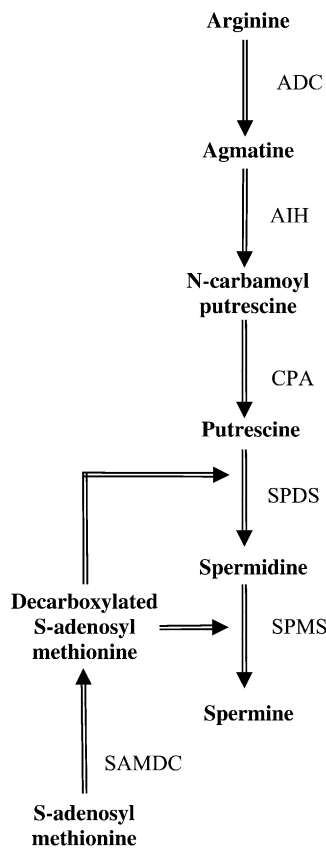 Arginine
ADC
Agmatine
AIH
N-carbamoyl
putrescine
CPA
Putrescine
SPDS
Spermidine
Decarboxylated
S-adenosyl
methionine
SPMS
Spermine
SAMDC
S-adenosyl
methionine